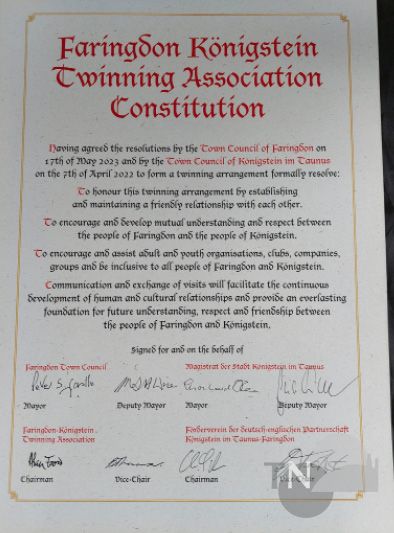 Faringdon Königstein
Twinning Association
Constitution
Having agreed the resolutions by the Town Council of Faringdon on
17th of May 2023 and by the Town Council of Königstein im Taunus
on the 7th of April 2022 to form a twinning arrangement formally resolve:
To honour this twinning arrangement by establishing
and maintaining a friendly relationship with each other.
To encourage and develop mutual understanding and respect between
the people of Faringdon and the people of Königstein.
To encourage and assist adult and youth organisations, clubs, companies,
groups and be inclusive to all people of Faringdon and Königstein.
Communication and exchange of visits will facilitate the continuous
development of human and cultural relationships and provide an everlasting
foundation for future understanding, respect and friendship between
the people of Faringdon and Königstein.
Signed for and on the behalf of
Faringdon Town Council Magistrat der Stadt Königstein im Taunus
Mayor Deputy Mayor Mayor Deputy Mayor
Faringdon-Königstein Förderverein der deutsch-englischen Partnerschaft
Twinning Association Königstein im Taunus-Faringdon
Chairman Vice-Chair Chairman Vice-Chair